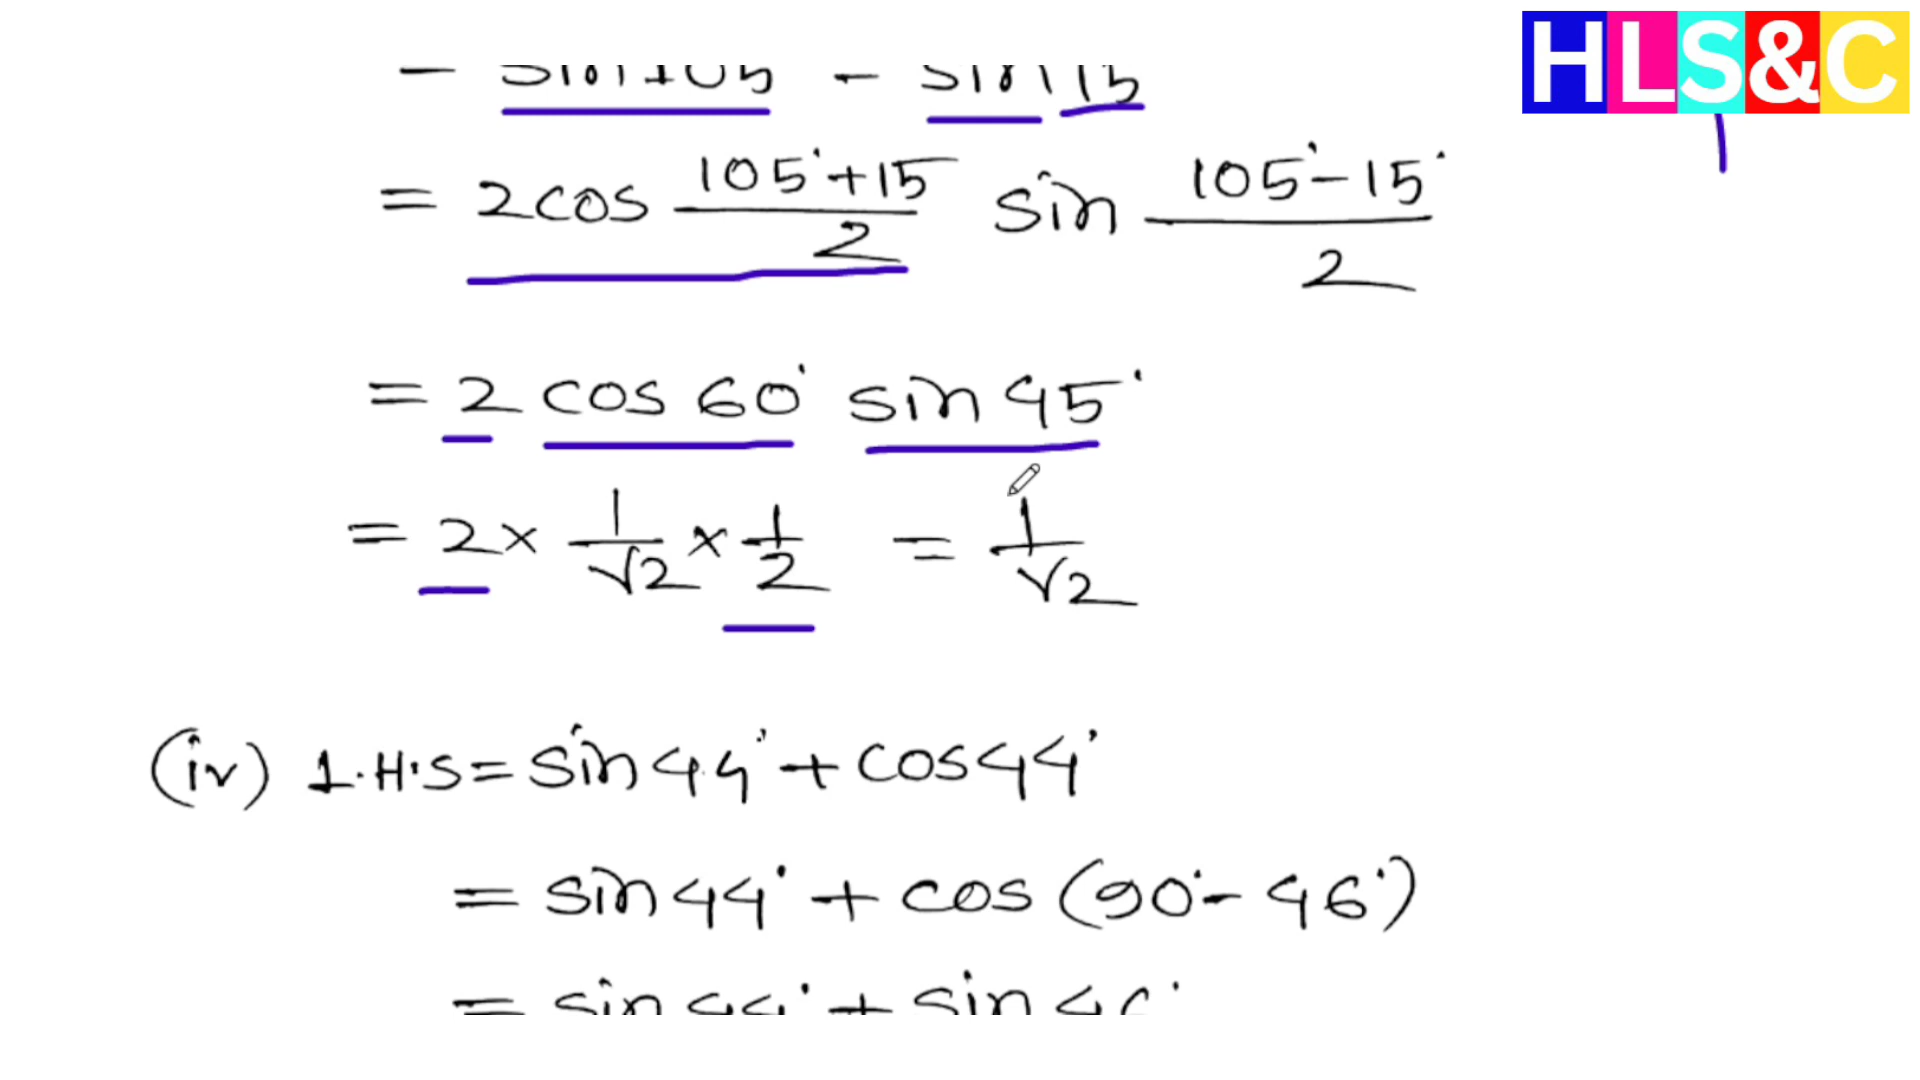 HLS&C
= 2cos (105°+15)/2 sin (105°-15°)/2
= 2 cos 60° sin 45°
= 2 × 1/√2 × 1/2 = 1/√2
(iv) L.H.S = sin 44° + cos 44°
= sin 44° + cos (90° - 46°)